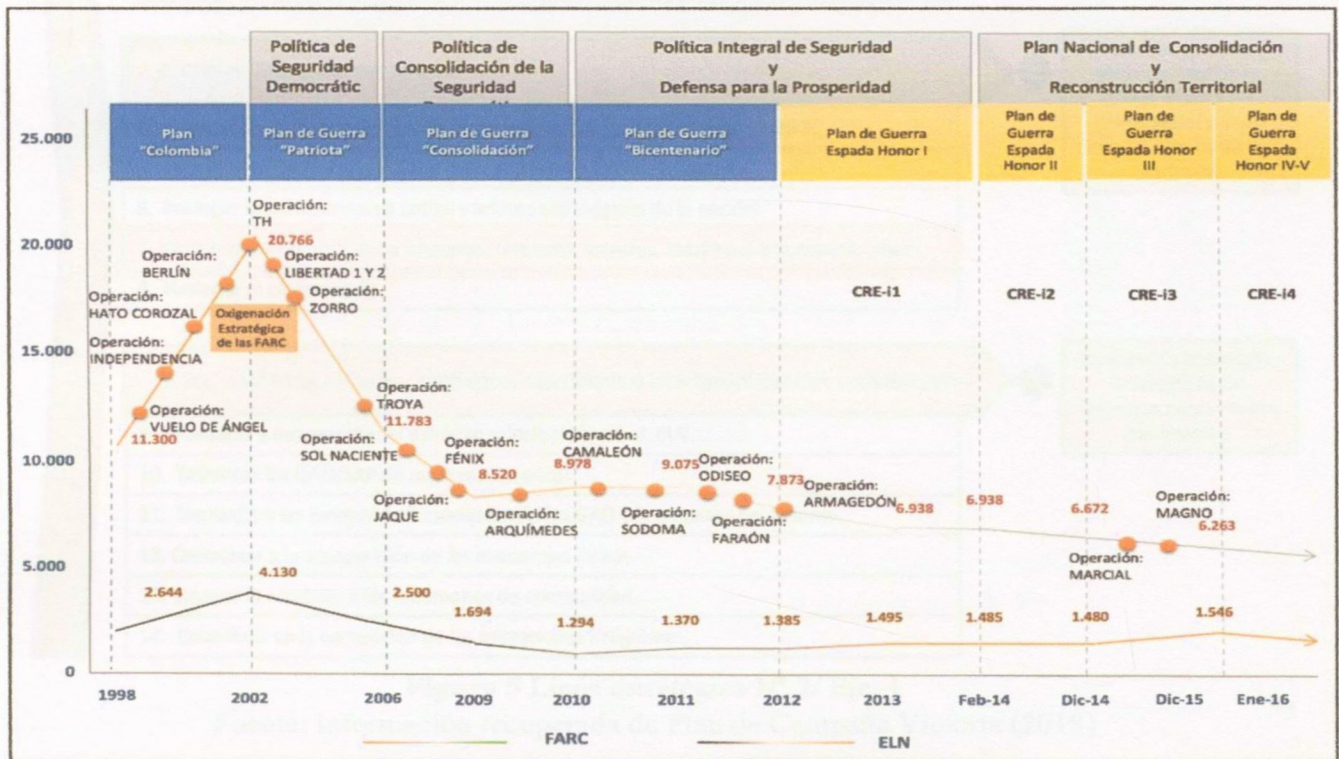 Política de
Seguridad
Democrátic
Política de
Consolidación de la
Seguridad
Política Integral de Seguridad
y
Defensa para la Prosperidad
Plan Nacional de Consolidación
y
Reconstrucción Territorial
Plan
"Colombia"
Plan de Guerra
"Patriota"
Plan de Guerra
"Consolidación"
Plan de Guerra
"Bicentenario"
Plan de Guerra
Espada Honor I
Plan de
Guerra
Espada
Honor II
Plan de
Guerra
Espada Honor
III
Plan de
Guerra
Espada
Honor IV-V
25.000
20.000
15.000
10.000
5.000
0
Operación:
TH
20.766
Operación:
BERLÍN
Operación:
LIBERTAD 1 Y 2
Operación:
HATO COROZAL
Oxigenación
Estratégica
de las FARC
Operación:
ZORRO
Operación:
INDEPENDENCIA
Operación:
VUELO DE ÁNGEL
11.300
Operación:
TROYA
11.783
Operación:
SOL NACIENTE
Operación:
FÉNIX
8.520
Operación:
JAQUE
Operación:
ARQUÍMEDES
8.978
Operación:
CAMALEÓN
9.075
Operación:
SODOMA
Operación:
ODISEO
Operación:
FARAÓN
7.873
Operación:
ARMAGEDÓN
6.938
6.938
6.672
Operación:
MARCIAL
Operación:
MAGNO
6.263
CRE-i1
CRE-i2
CRE-i3
CRE-i4
2.644
4.130
2.500
1.694
1.294
1.370
1.385
1.495
1.485
1.480
1.546
1998
2002
2006
2009
2010
2011
2012
2013
Feb-14
Dic-14
Dic-15
Ene-16
FARC
ELN